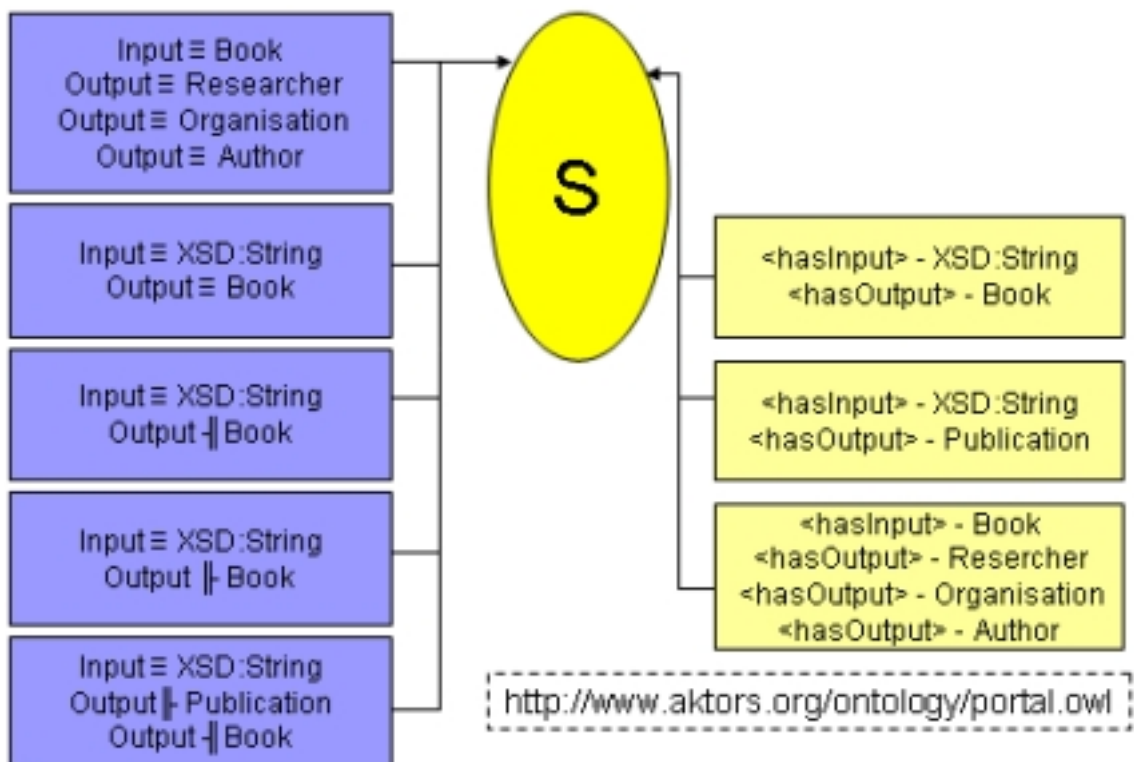 Input ≡ Book
Output ≡ Researcher
Output ≡ Organisation
Output ≡ Author
Input ≡ XSD:String
Output ≡ Book
Input ≡ XSD:String
Output ╢Book
Input ≡ XSD:String
Output ╟ Book
Input ≡ XSD:String
Output ╟ Publication
Output ╢Book
S
<hasInput> - XSD:String
<hasOutput> - Book
<hasInput> - XSD:String
<hasOutput> - Publication
<hasInput> - Book
<hasOutput> - Resercher
<hasOutput> - Organisation
<hasOutput> - Author
http://www.aktors.org/ontology/portal.owl